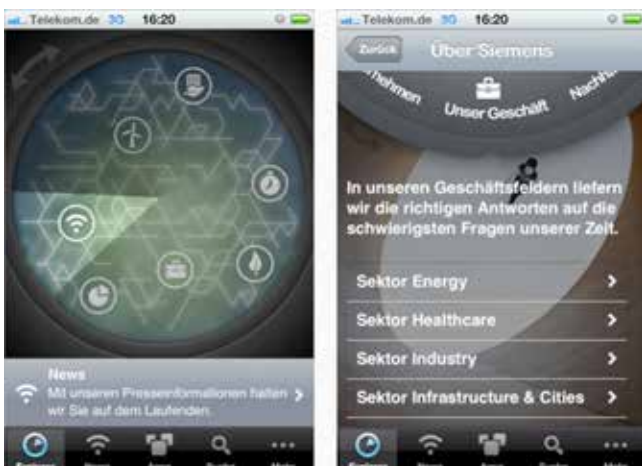 Telekom.de 3G 16:20
News
Mit unseren Presseinformationen halten
wir Sie auf dem Laufenden.
Telekom.de 3G 16:20
Zurück
Über Siemens
Unser Geschäft
In unseren Geschäftsfeldern liefern
wir die richtigen Antworten auf die
schwierigsten Fragen unserer Zeit.
Sektor Energy
Sektor Healthcare
Sektor Industry
Sektor Infrastructure & Cities